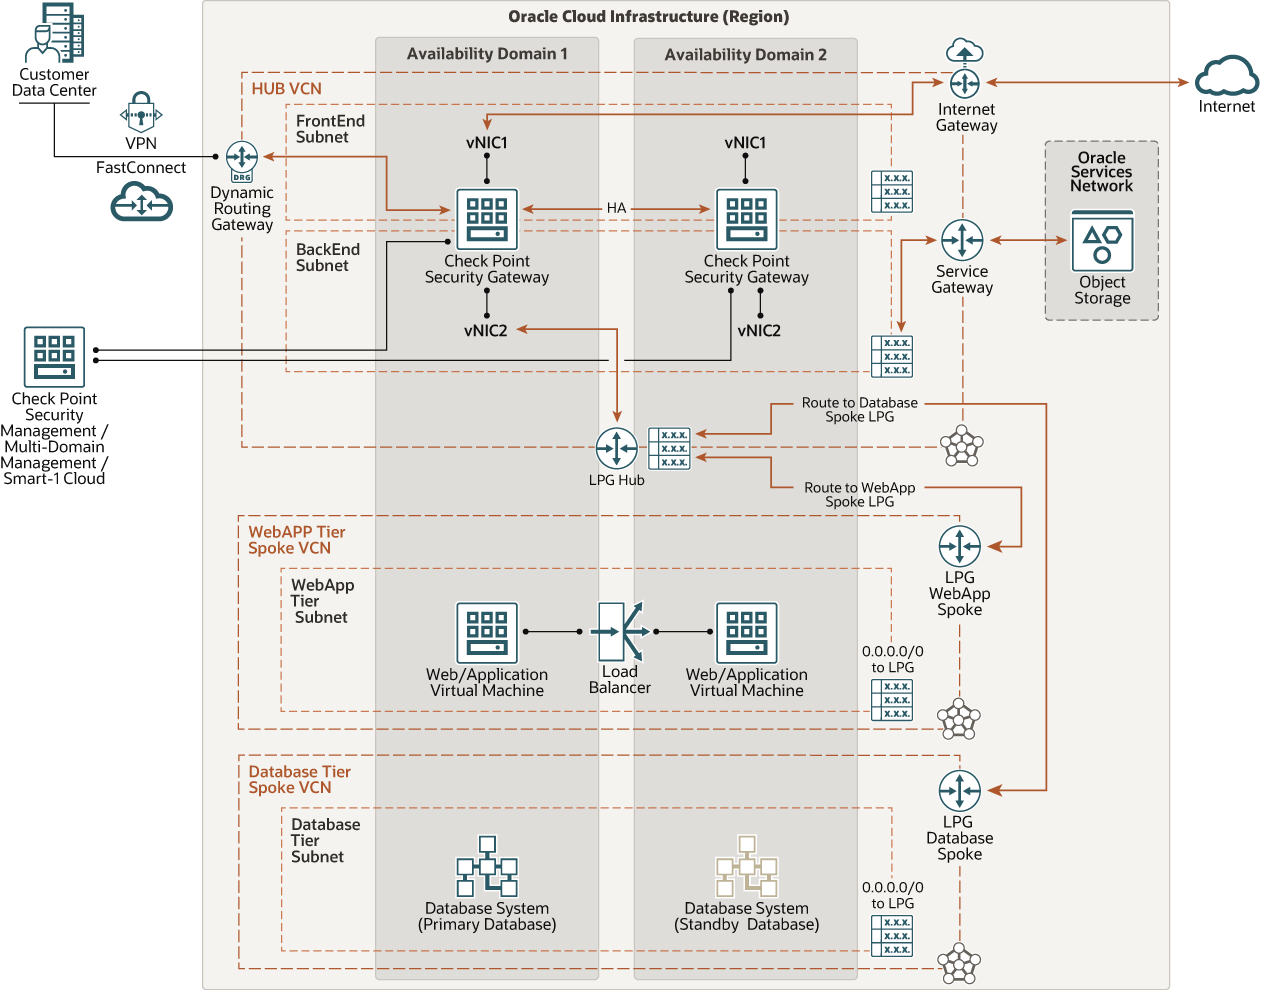 Oracle Cloud Infrastructure (Region)
Availability Domain 1
Availability Domain 2
Customer
Data Center
HUB VCN
Internet
Gateway
Internet
FrontEnd
Subnet
VPN
FastConnect
vNIC1
vNIC1
Oracle
Services
Network
DRG
Dynamic
Routing
Gateway
HA
x.x.x.
x.x.x.
x.x.x.
BackEnd
Subnet
Check Point
Security Gateway
Check Point
Security Gateway
Service
Gateway
Object
Storage
vNIC2
vNIC2
x.x.x.
x.x.x.
x.x.x.
Check Point
Security
Management /
Multi-Domain
Management /
Smart-1 Cloud
Route to Database
Spoke LPG
x.x.x.
x.x.x.
x.x.x.
LPG Hub
Route to WebApp
Spoke LPG
WebAPP Tier
Spoke VCN
WebApp
Tier
Subnet
LPG
WebApp
Spoke
Web/Application
Virtual Machine
Load
Balancer
Web/Application
Virtual Machine
0.0.0.0/0
to LPG
x.x.x.
x.x.x.
x.x.x.
Database Tier
Spoke VCN
Database
Tier
Subnet
LPG
Database
Spoke
Database System
(Primary Database)
Database System
(Standby Database)
0.0.0.0/0
to LPG
x.x.x.
x.x.x.
x.x.x.